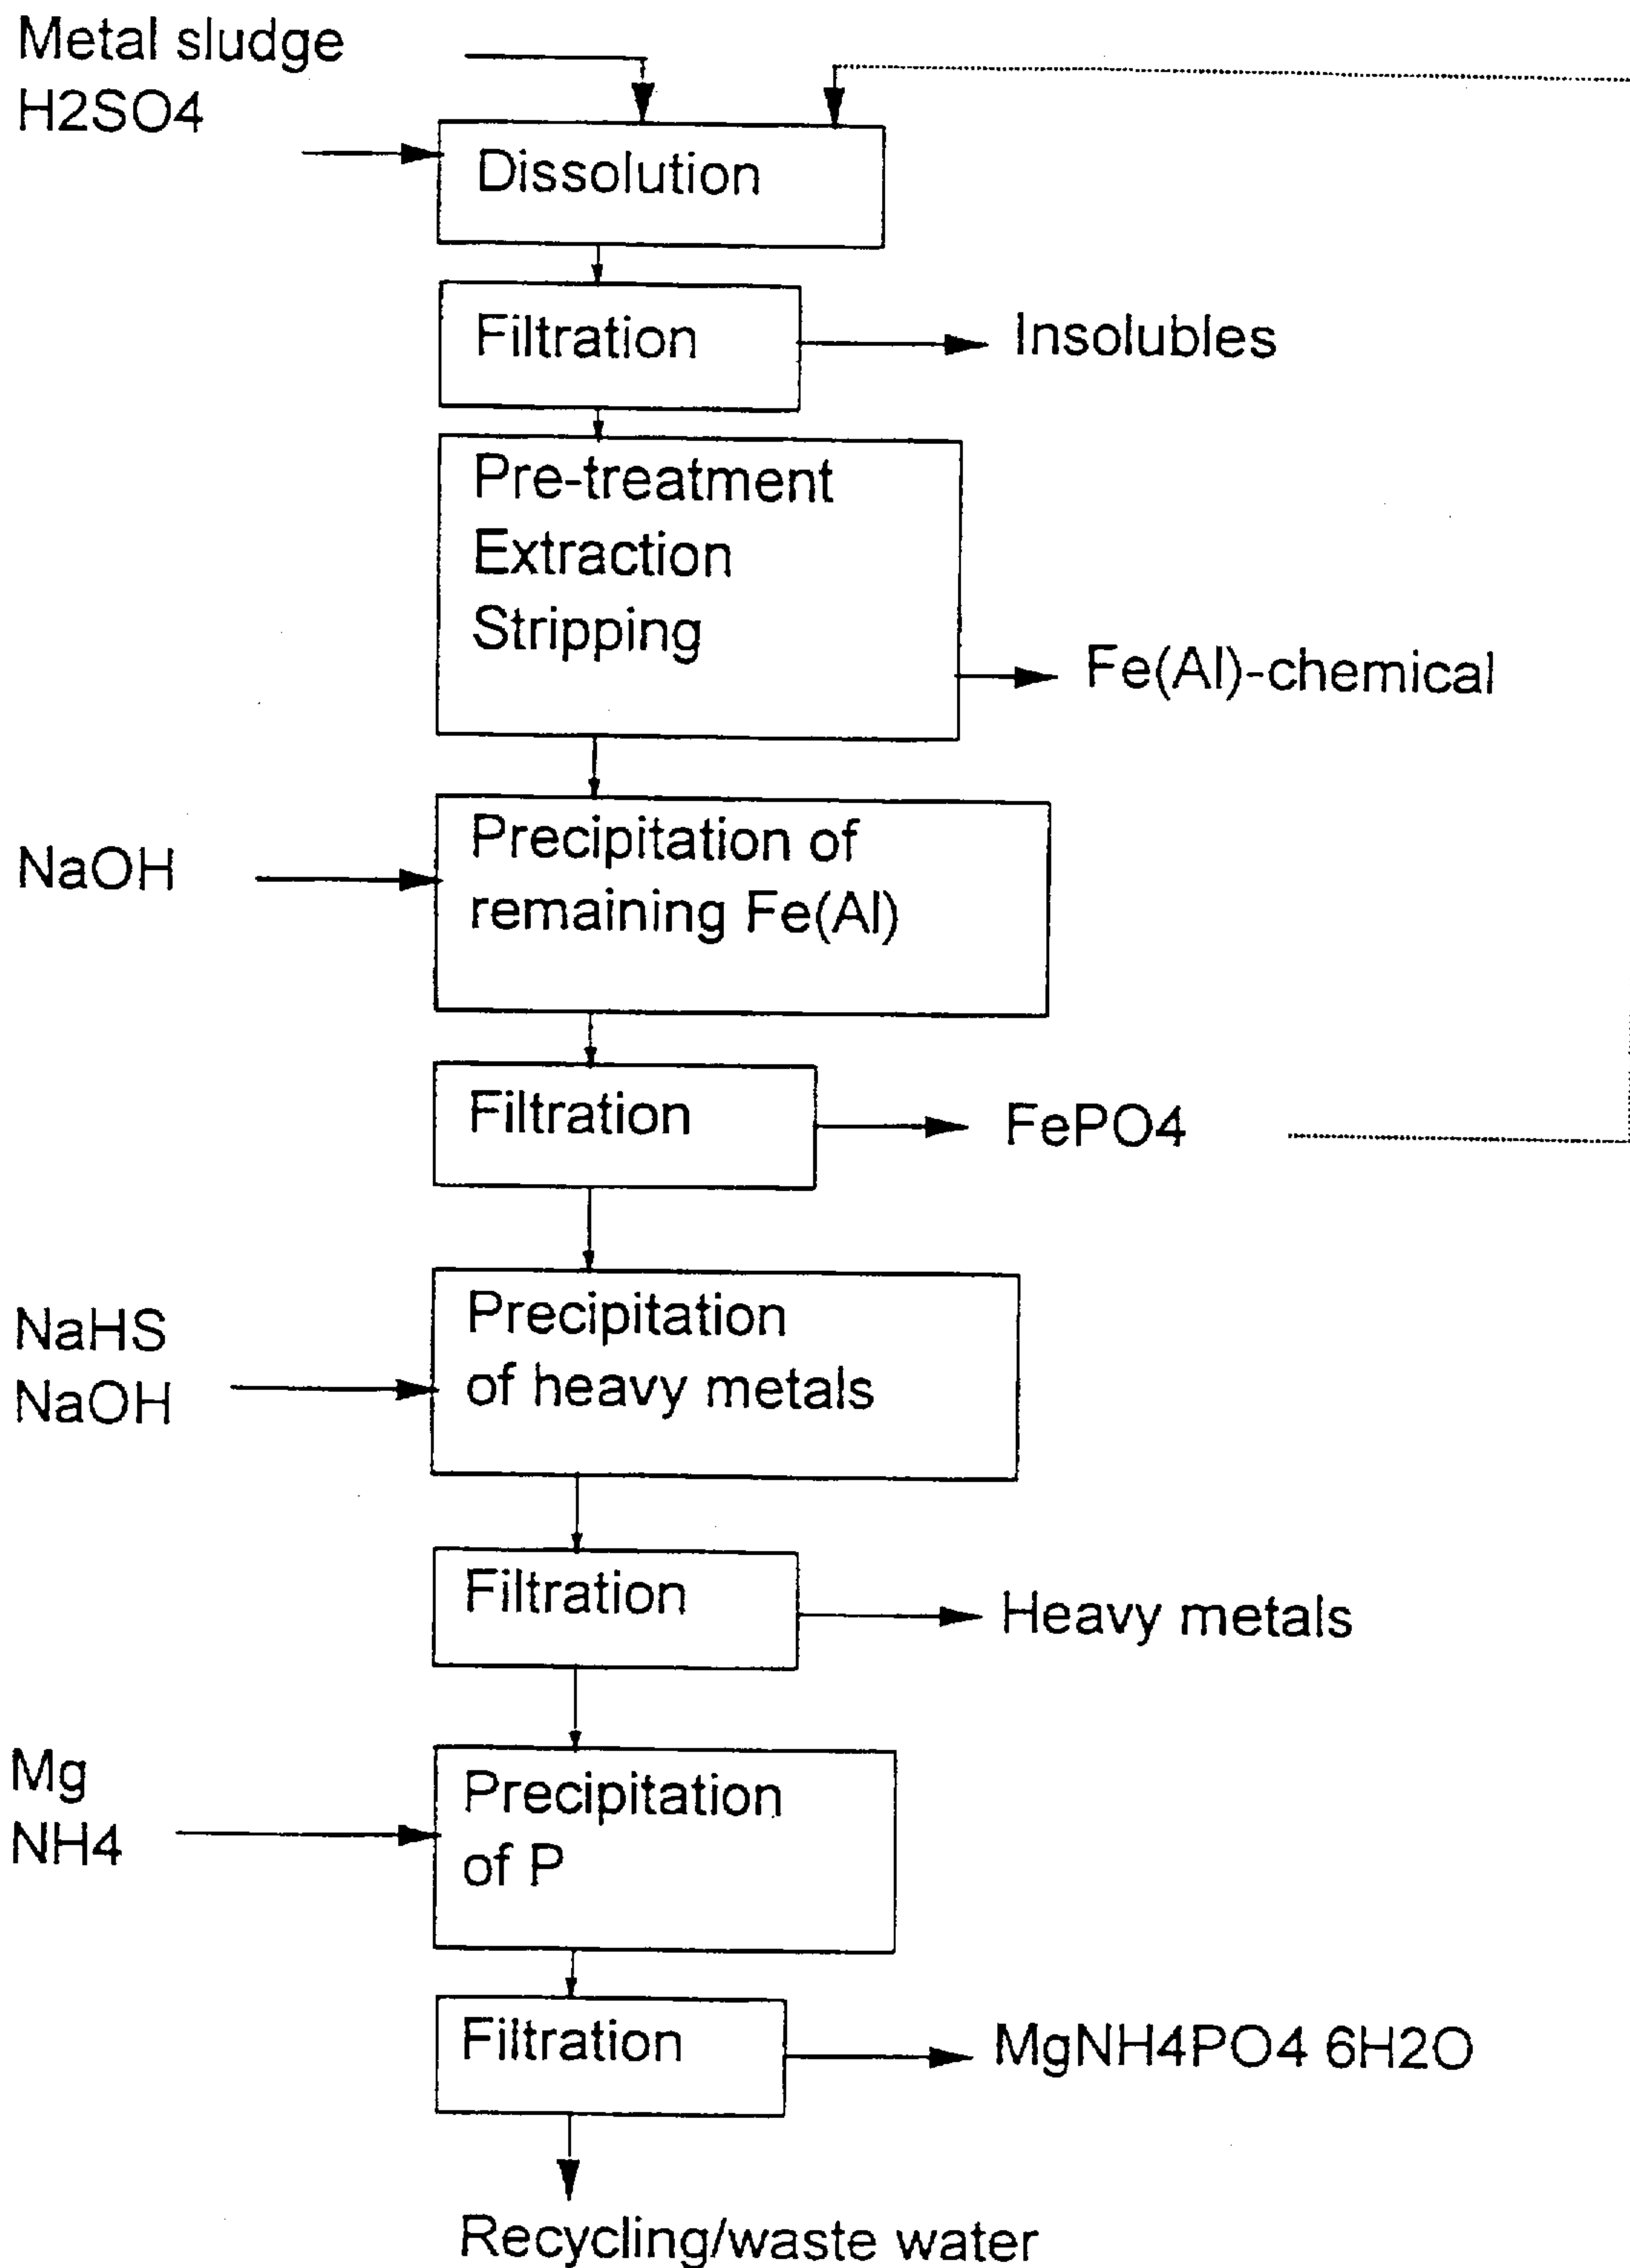 Metal sludge
H2SO4
Dissolution
Filtration
Insolubles
Pre-treatment
Extraction
Stripping
Fe(Al)-chemical
NaOH
Precipitation of
remaining Fe(Al)
Filtration
FePO4
NaHS
NaOH
Precipitation
of heavy metals
Filtration
Heavy metals
Mg
NH4
Precipitation
of P
Filtration
MgNH4PO4 6H2O
Recycling/waste water